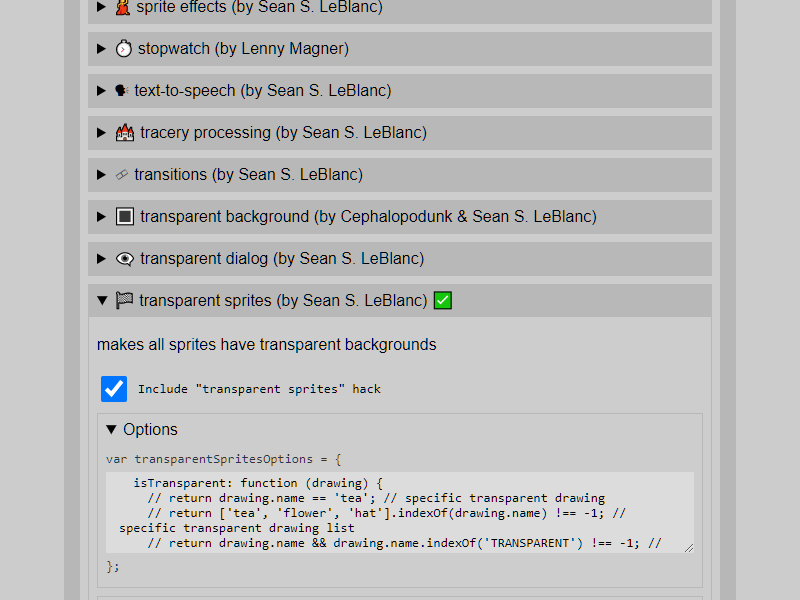 sprite effects (by Sean S. LeBlanc)
stopwatch (by Lenny Magner)
text-to-speech (by Sean S. LeBlanc)
tracery processing (by Sean S. LeBlanc)
transitions (by Sean S. LeBlanc)
transparent background (by Cephalopodunk & Sean S. LeBlanc)
transparent dialog (by Sean S. LeBlanc)
transparent sprites (by Sean S. LeBlanc)
makes all sprites have transparent backgrounds
Include "transparent sprites" hack
Options
var transparentSpritesOptions = {
isTransparent: function (drawing) {
// return drawing.name == 'tea'; // specific transparent drawing
// return ['tea', 'flower', 'hat'].indexOf(drawing.name) !== -1; //
specific transparent drawing list
// return drawing.name && drawing.name.indexOf('TRANSPARENT') !== -1; //
};